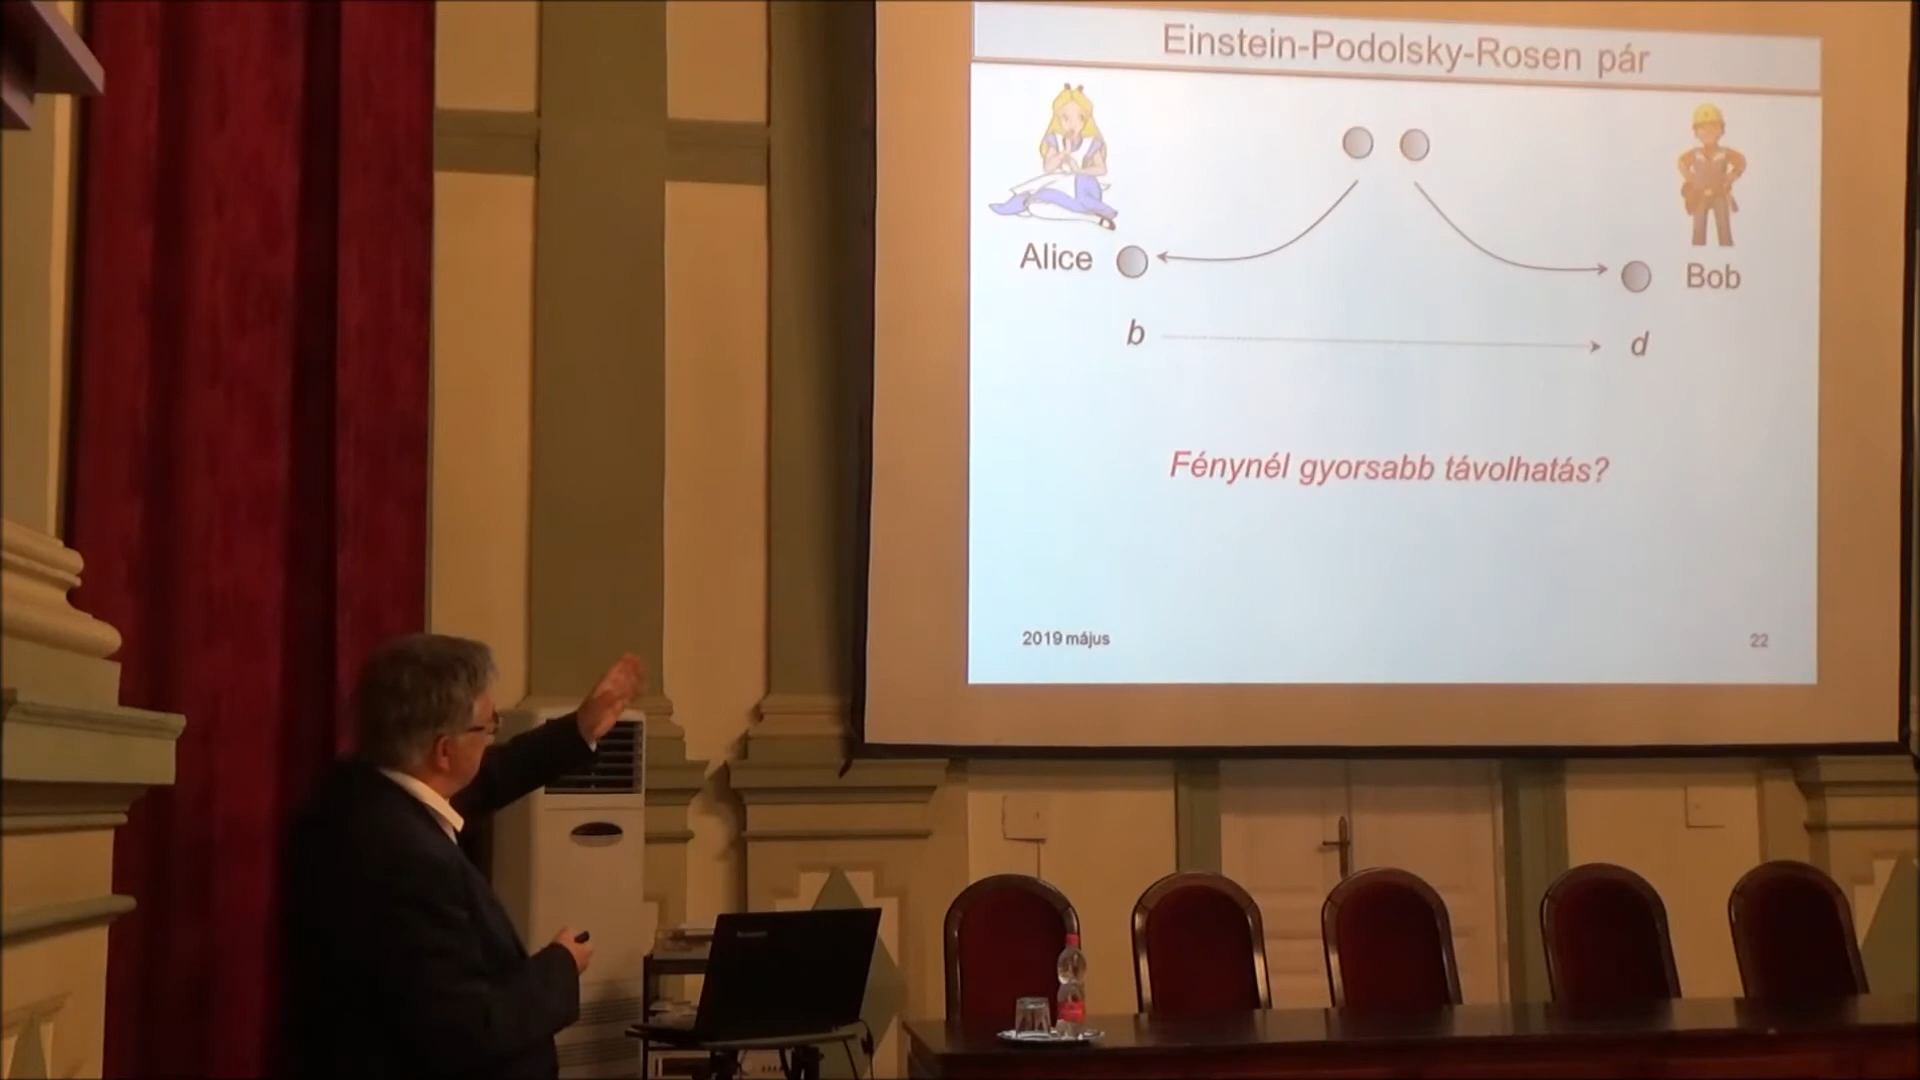 Einstein-Podolsky-Rosen pár
Alice
Bob
b
d
Fénynél gyorsabb távolhatás?
2019 május
22